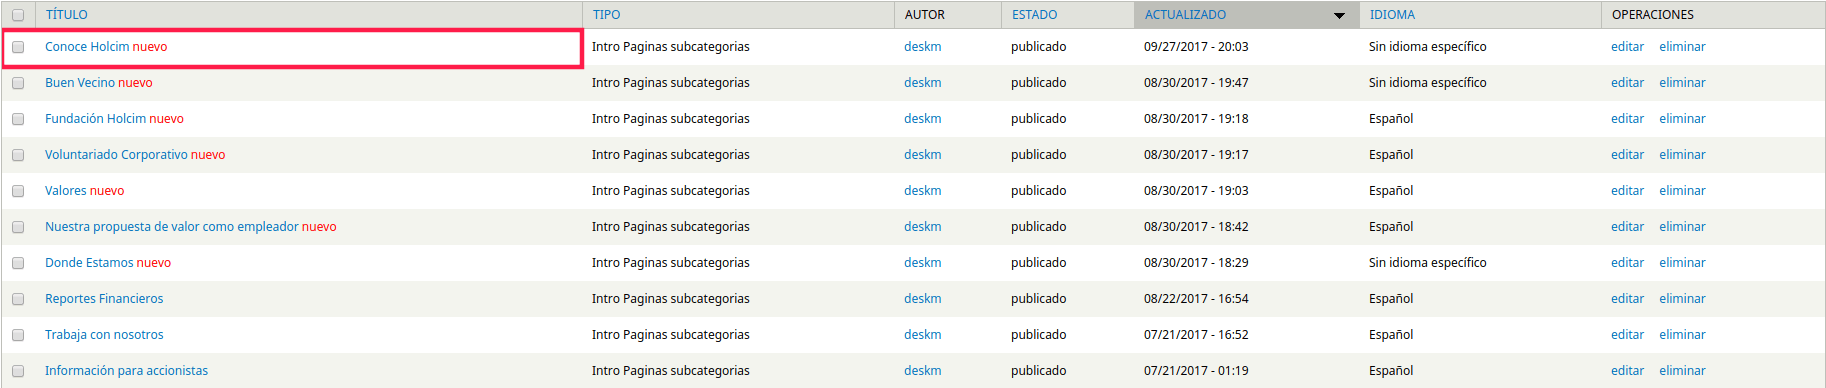 TÍTULO TIPO AUTOR ESTADO ACTUALIZADO IDIOMA OPERACIONES
Conoce Holcim nuevo Intro Paginas subcategorias deskm publicado 09/27/2017 - 20:03 Sin idioma específico editar eliminar
Buen Vecino nuevo Intro Paginas subcategorias deskm publicado 08/30/2017 - 19:47 Sin idioma específico editar eliminar
Fundación Holcim nuevo Intro Paginas subcategorias deskm publicado 08/30/2017 - 19:18 Español editar eliminar
Voluntariado Corporativo nuevo Intro Paginas subcategorias deskm publicado 08/30/2017 - 19:17 Español editar eliminar
Valores nuevo Intro Paginas subcategorias deskm publicado 08/30/2017 - 19:03 Español editar eliminar
Nuestra propuesta de valor como empleador nuevo Intro Paginas subcategorias deskm publicado 08/30/2017 - 18:42 Español editar eliminar
Donde Estamos nuevo Intro Paginas subcategorias deskm publicado 08/30/2017 - 18:29 Sin idioma específico editar eliminar
Reportes Financieros Intro Paginas subcategorias deskm publicado 08/22/2017 - 16:54 Español editar eliminar
Trabaja con nosotros Intro Paginas subcategorias deskm publicado 07/21/2017 - 16:52 Español editar eliminar
Información para accionistas Intro Paginas subcategorias deskm publicado 07/21/2017 - 01:19 Español editar eliminar